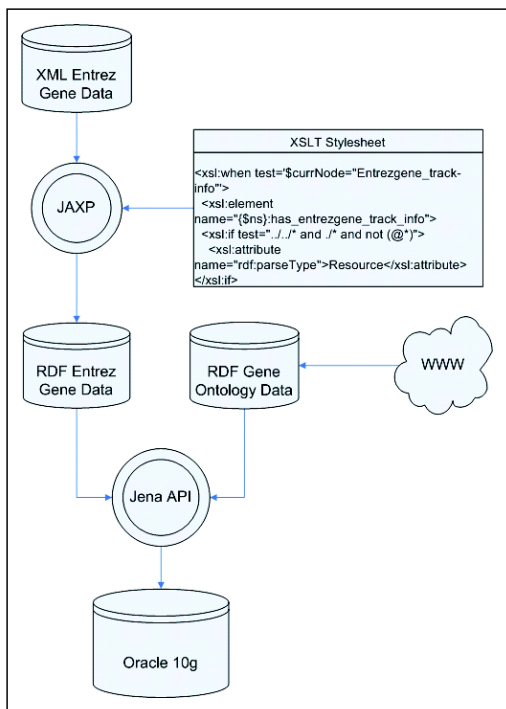 XML Entrez
Gene Data
XSLT Stylesheet
<xsl:when test='$currNode="Entrezgene_track-
info"'>
<xsl:element
name="{$ns}:has_entrezgene_track_info">
<xsl:if test="../../* and ./* and not (@*)">
<xsl:attribute
name="rdf:parseType">Resource</xsl:attribute>
</xsl:if>
JAXP
RDF Entrez
Gene Data
RDF Gene
Ontology Data
WWW
Jena API
Oracle 10g